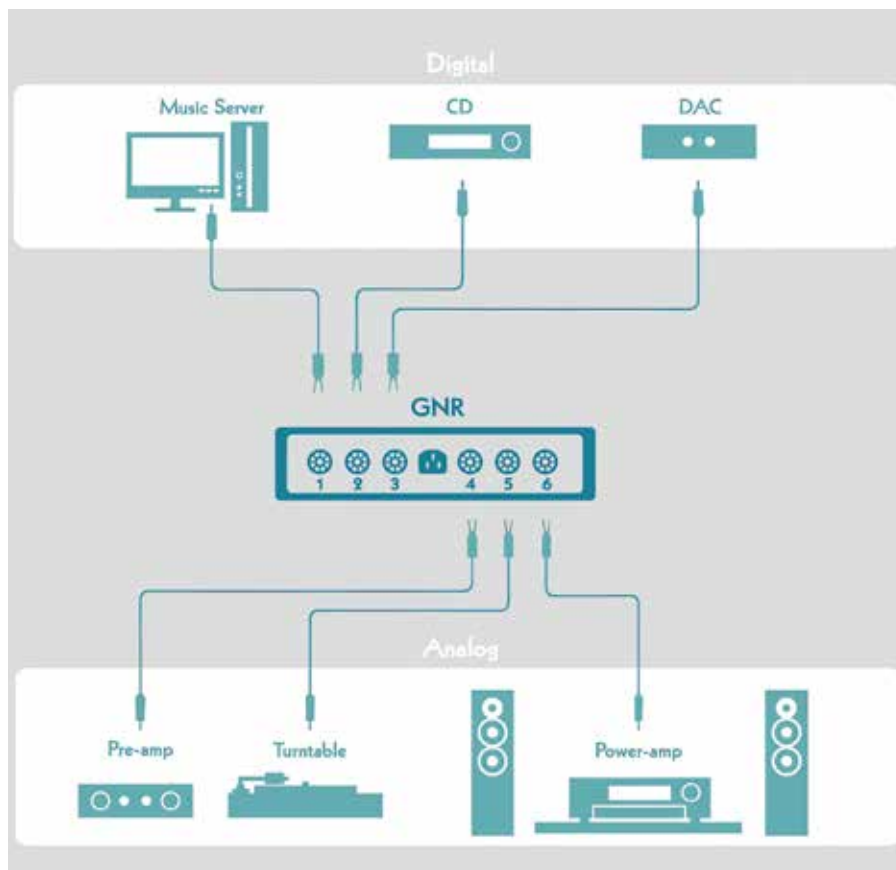 Digital
Music Server
CD
DAC
GNR
1 2 3 4 5 6
Analog
Pre-amp
Turntable
Power-amp